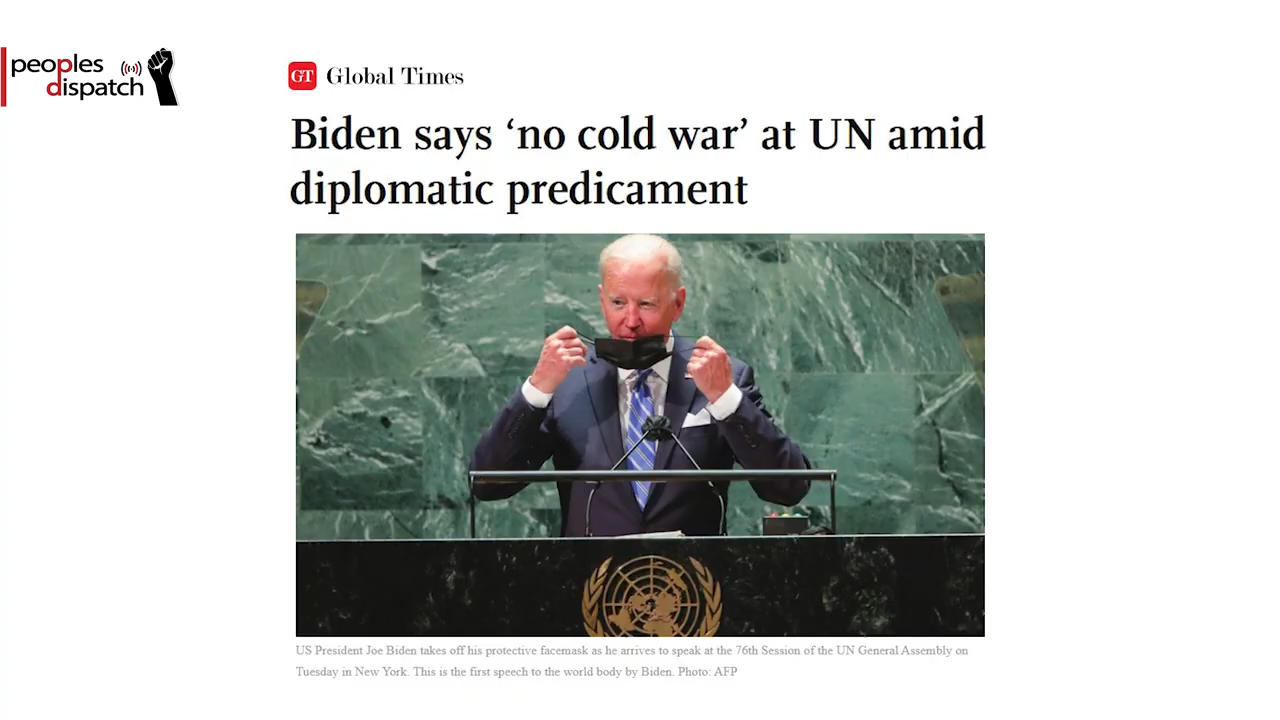 peoples
dispatch
GT Global Times
Biden says ‘no cold war’ at UN amid
diplomatic predicament
US President Joe Biden takes off his protective facemask as he arrives to speak at the 76th Session of the UN General Assembly on
Tuesday in New York. This is the first speech to the world body by Biden. Photo: AFP